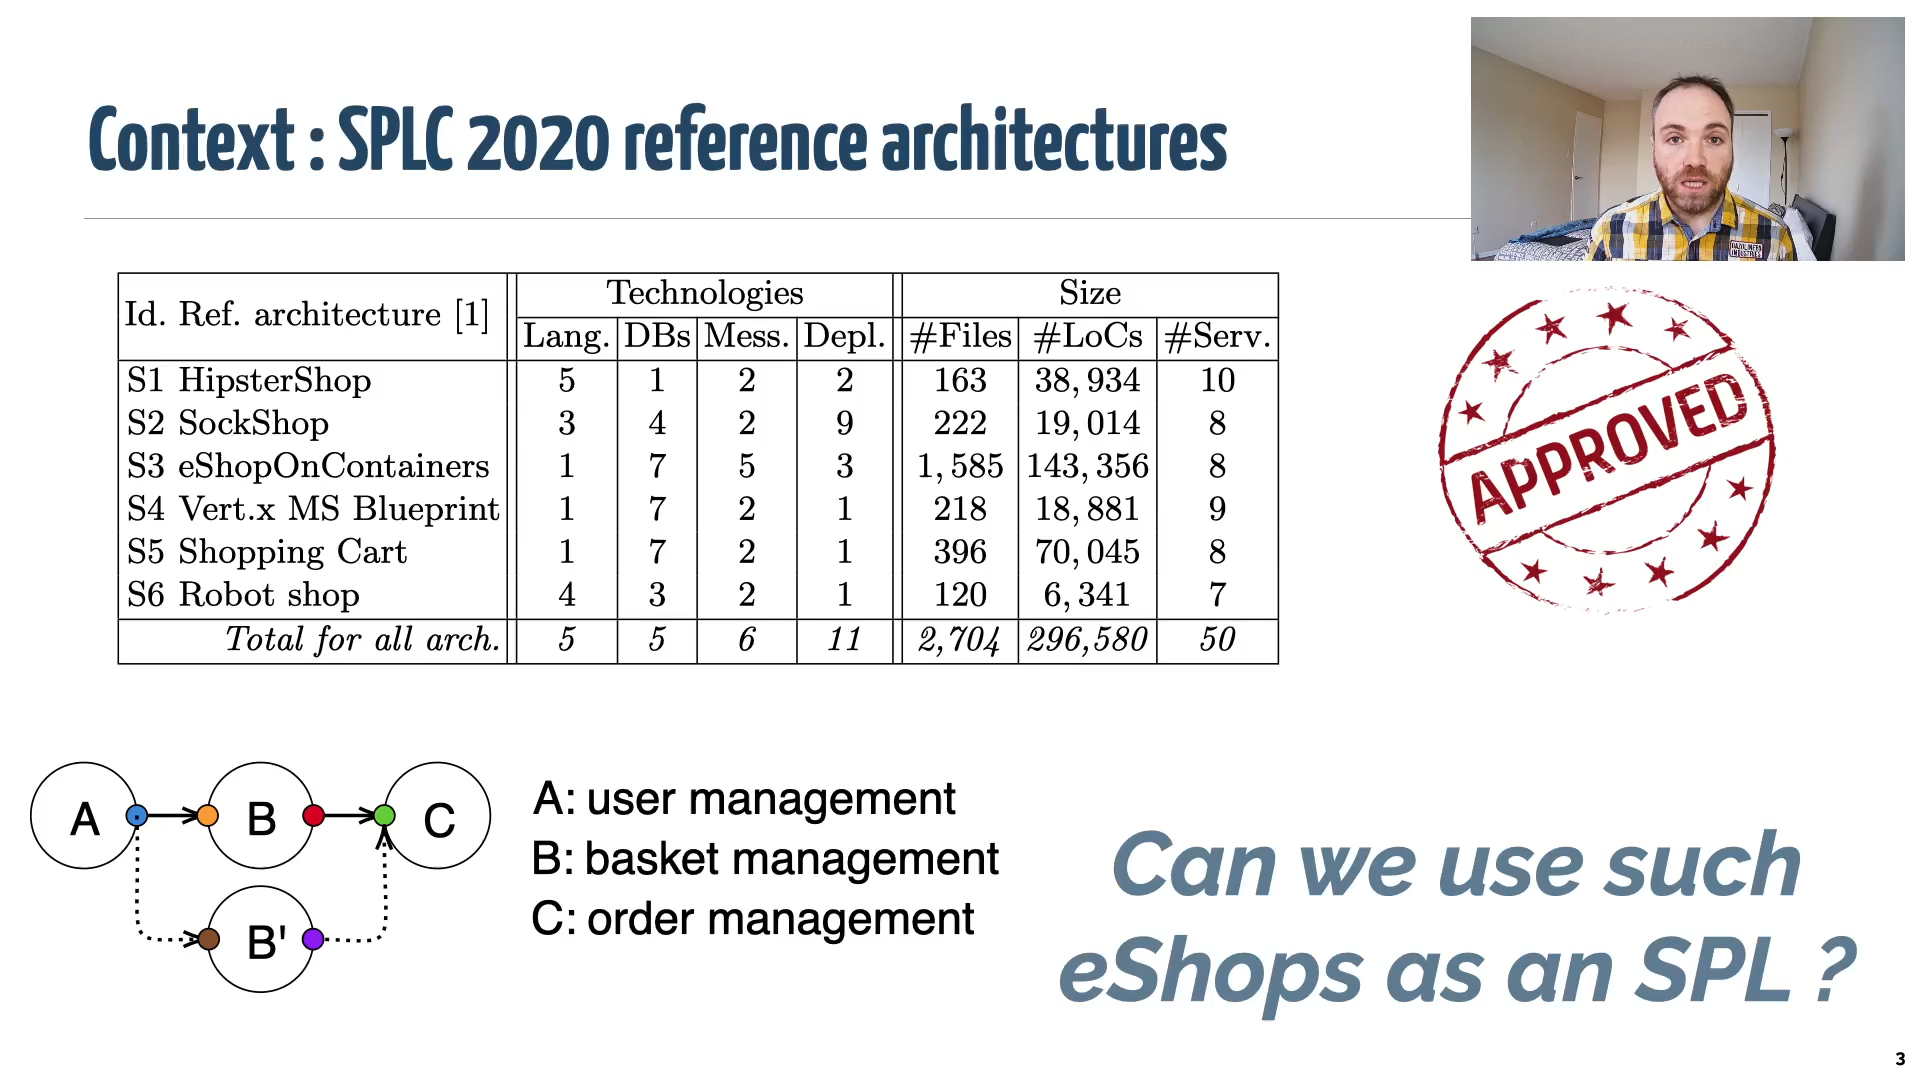 Context : SPLC 2020 reference architectures
Id. Ref. architecture [1] Technologies Size
Lang. DBs Mess. Depl. #Files #LoCs #Serv.
S1 HipsterShop 5 1 2 2 163 38,934 10
S2 SockShop 3 4 2 9 222 19,014 8
S3 eShopOnContainers 1 7 5 3 1,585 143,356 8
S4 Vert.x MS Blueprint 1 7 2 1 218 18,881 9
S5 Shopping Cart 1 7 2 1 396 70,045 8
S6 Robot shop 4 3 2 1 120 6,341 7
Total for all arch. 5 5 6 11 2,704 296,580 50
APPROVED
A B C
B'
A: user management
B: basket management
C: order management
Can we use such
eShops as an SPL ?
3